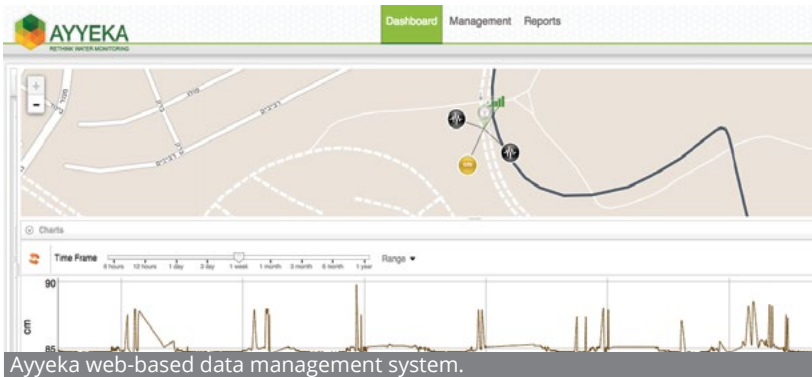 AYYEKA
RETHINK WATER MONITORING
Dashboard Management Reports
Charts
Time Frame
6 hours 12 hours 1 day 3 day 1 week 1 month 3 month 6 month 1 year
Range
90
cm
85
Ayyeka web-based data management system.